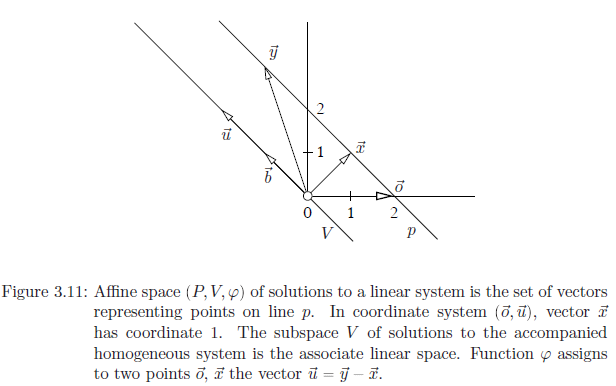 y⃗
2
u⃗
1
x⃗
b⃗
o⃗
0
1
2
V
p
Figure 3.11: Affine space (P, V, φ) of solutions to a linear system is the set of vectors
representing points on line p. In coordinate system (o⃗, u⃗), vector x⃗
has coordinate 1. The subspace V of solutions to the accompanied
homogeneous system is the associate linear space. Function φ assigns
to two points o⃗, x⃗ the vector u⃗ = y⃗ − x⃗.